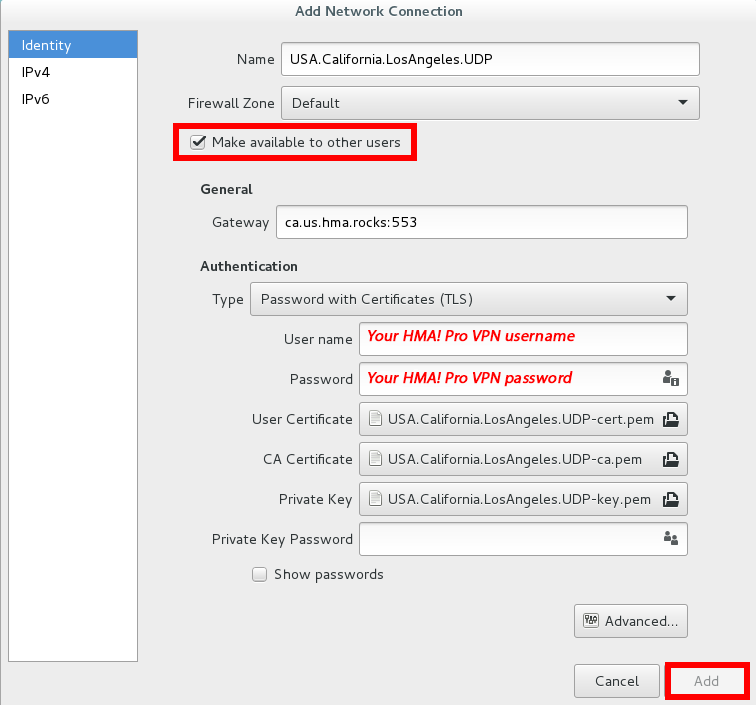 Add Network Connection
Identity
IPv4
IPv6
Name USA.California.LosAngeles.UDP
Firewall Zone Default
Make available to other users
General
Gateway ca.us.hma.rocks:553
Authentication
Type Password with Certificates (TLS)
User name Your HMA! Pro VPN username
Password Your HMA! Pro VPN password
User Certificate USA.California.LosAngeles.UDP-cert.pem
CA Certificate USA.California.LosAngeles.UDP-ca.pem
Private Key USA.California.LosAngeles.UDP-key.pem
Private Key Password
Show passwords
Advanced...
Cancel Add